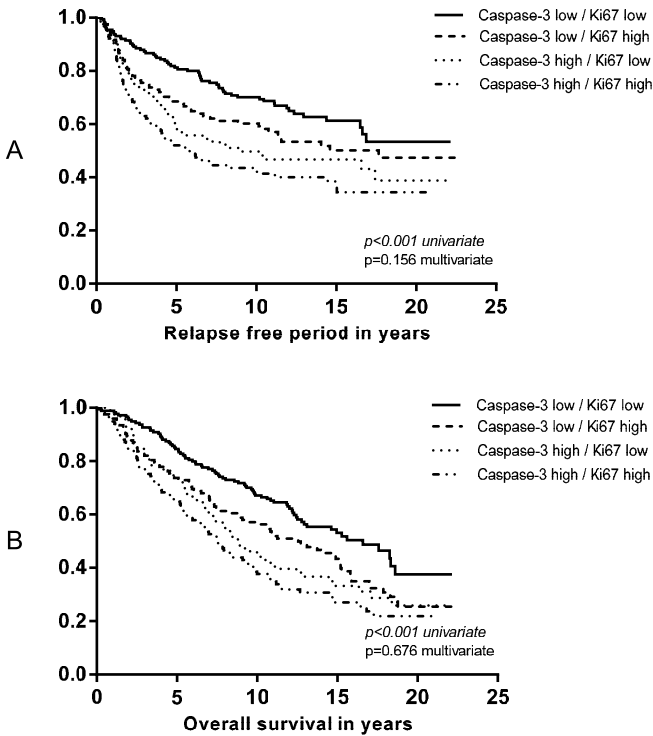 A
1.0
0.8
0.6
0.4
0.2
0.0
0 5 10 15 20 25
Relapse free period in years
Caspase-3 low / Ki67 low
Caspase-3 low / Ki67 high
Caspase-3 high / Ki67 low
Caspase-3 high / Ki67 high
p<0.001 univariate
p=0.156 multivariate
B
1.0
0.8
0.6
0.4
0.2
0.0
0 5 10 15 20 25
Overall survival in years
Caspase-3 low / Ki67 low
Caspase-3 low / Ki67 high
Caspase-3 high / Ki67 low
Caspase-3 high / Ki67 high
p<0.001 univariate
p=0.676 multivariate